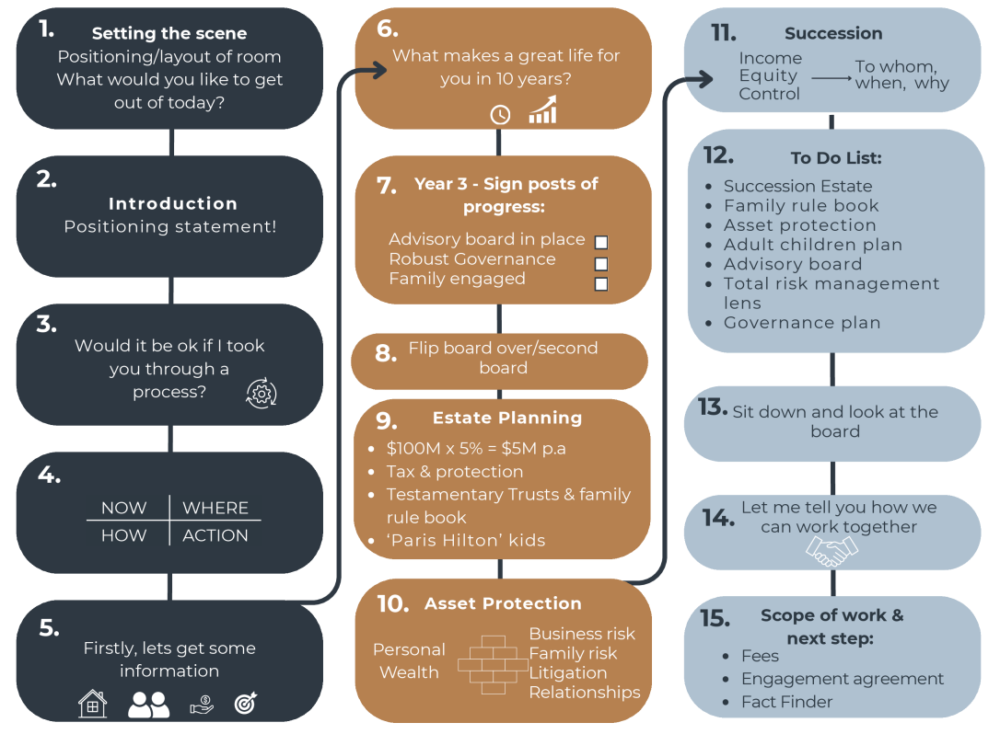 1.
Setting the scene
Positioning/layout of room
What would you like to get
out of today?
2.
Introduction
Positioning statement!
3.
Would it be ok if I took
you through a
process?
4.
NOW WHERE
HOW ACTION
5.
Firstly, lets get some
information
$
6.
What makes a great life for
you in 10 years?
7.
Year 3 - Sign posts of
progress:
Advisory board in place
Robust Governance
Family engaged
8.
Flip board over/second
board
9.
Estate Planning
• $100M x 5% = $5M p.a
• Tax & protection
• Testamentary Trusts & family
rule book
• ‘Paris Hilton’ kids
10.
Asset Protection
Personal
Wealth
Business risk
Family risk
Litigation
Relationships
11.
Succession
Income
Equity
Control
To whom,
when, why
12.
To Do List:
• Succession Estate
• Family rule book
• Asset protection
• Adult children plan
• Advisory board
• Total risk management
lens
• Governance plan
13.
Sit down and look at the
board
14.
Let me tell you how we
can work together
15.
Scope of work &
next step:
• Fees
• Engagement agreement
• Fact Finder